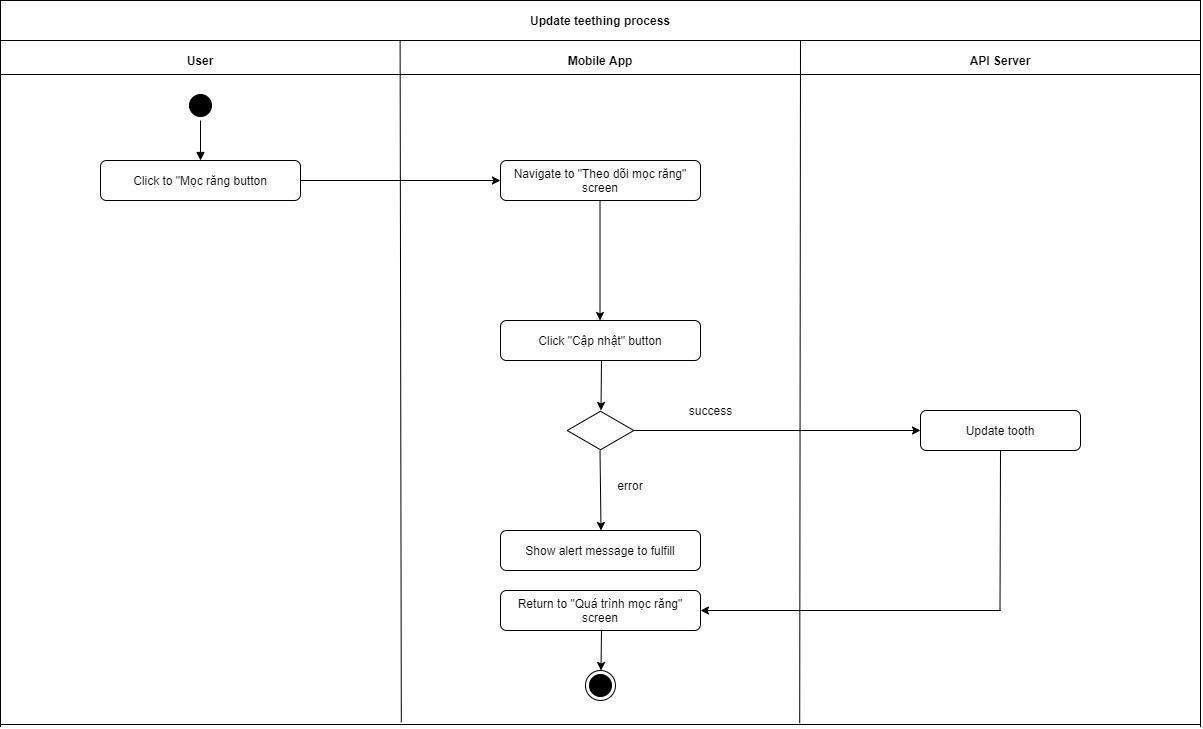 Update teething process
User
Mobile App
API Server
Click to "Mọc răng button
Navigate to "Theo dõi mọc răng"
screen
Click "Cập nhật" button
success
Update tooth
error
Show alert message to fulfill
Return to "Quá trình mọc răng"
screen